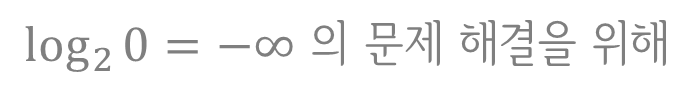 log₂ 0 = −∞ 의 문제 해결을 위해